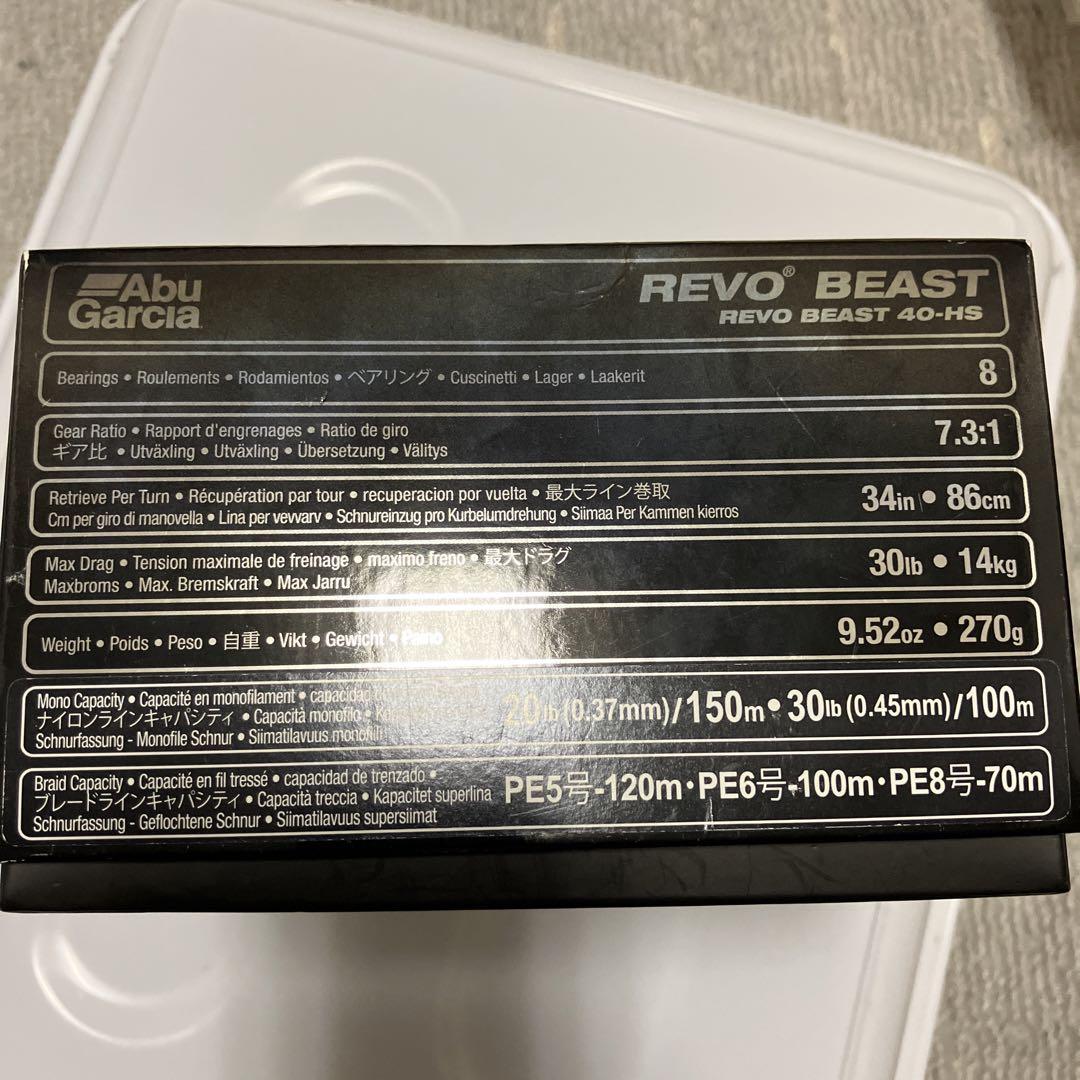 Abu
Garcia
REVO® BEAST
REVO BEAST 40-HS
Bearings • Roulements • Rodamientos • ベアリング • Cuscinetti • Lager • Laakerit
8
Gear Ratio • Rapport d'engrenages • Ratio de giro
ギア比 • Utväxling • Utväxling • Übersetzung • Välitys
7.3:1
Retrieve Per Turn • Récupération par tour • recuperacion por vuelta • 最大ライン巻取
Cm per giro di manovella • Lina per vevvarv • Schnureinzug pro Kurbelumdrehung • Siimaa Per Kammen kierros
34in • 86cm
Max Drag • Tension maximale de freinage • maximo freno • 最大ドラグ
Maxbroms • Max. Bremskraft • Max Jarru
30lb • 14kg
Weight • Poids • Peso • 自重 • Vikt • Gewicht • Paino
9.52oz • 270g
Mono Capacity • Capacité en monofilament • capacidad
ナイロンラインキャパシティ • Capacità monofilo •
Schnurfassung - Monofile Schnur • Siimatilavuus monofiili
20lb (0.37mm)/150m • 30lb (0.45mm)/100m
Braid Capacity • Capacité en fil tressé • capacidad de trenzado •
ブレードラインキャパシティ • Capacità treccia • Kapacitet superlina
Schnurfassung - Geflochtene Schnur • Siimatilavuus supersiimat
PE5号-120m・PE6号-100m・PE8号-70m